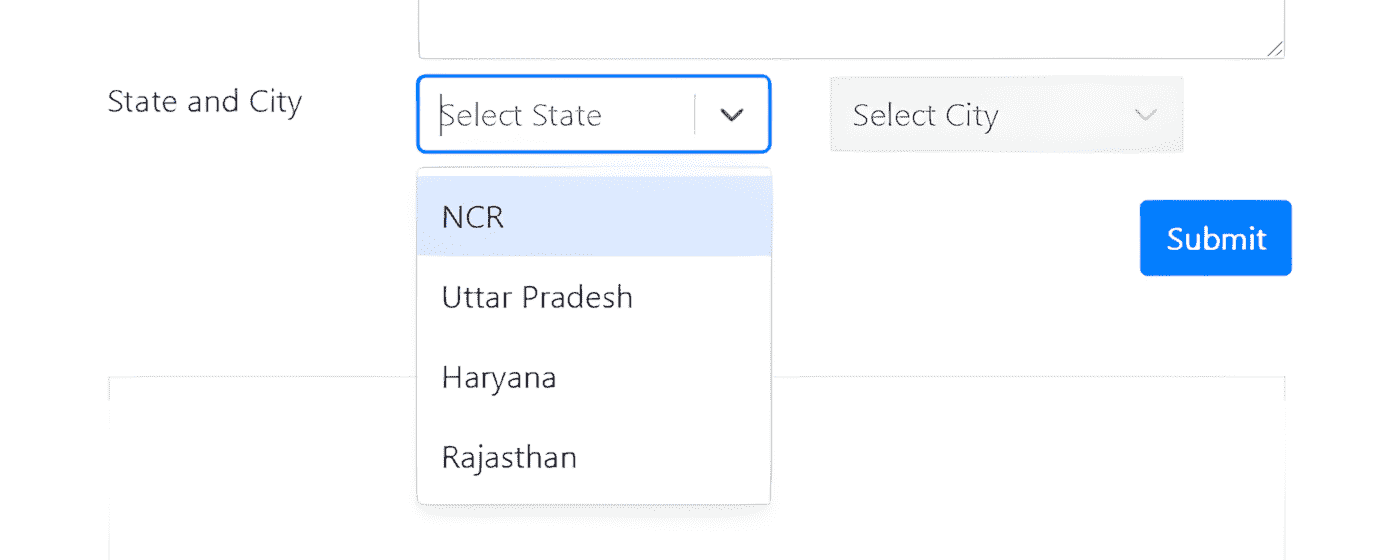 State and City
Select State
Select City
NCR
Submit
Uttar Pradesh
Haryana
Rajasthan